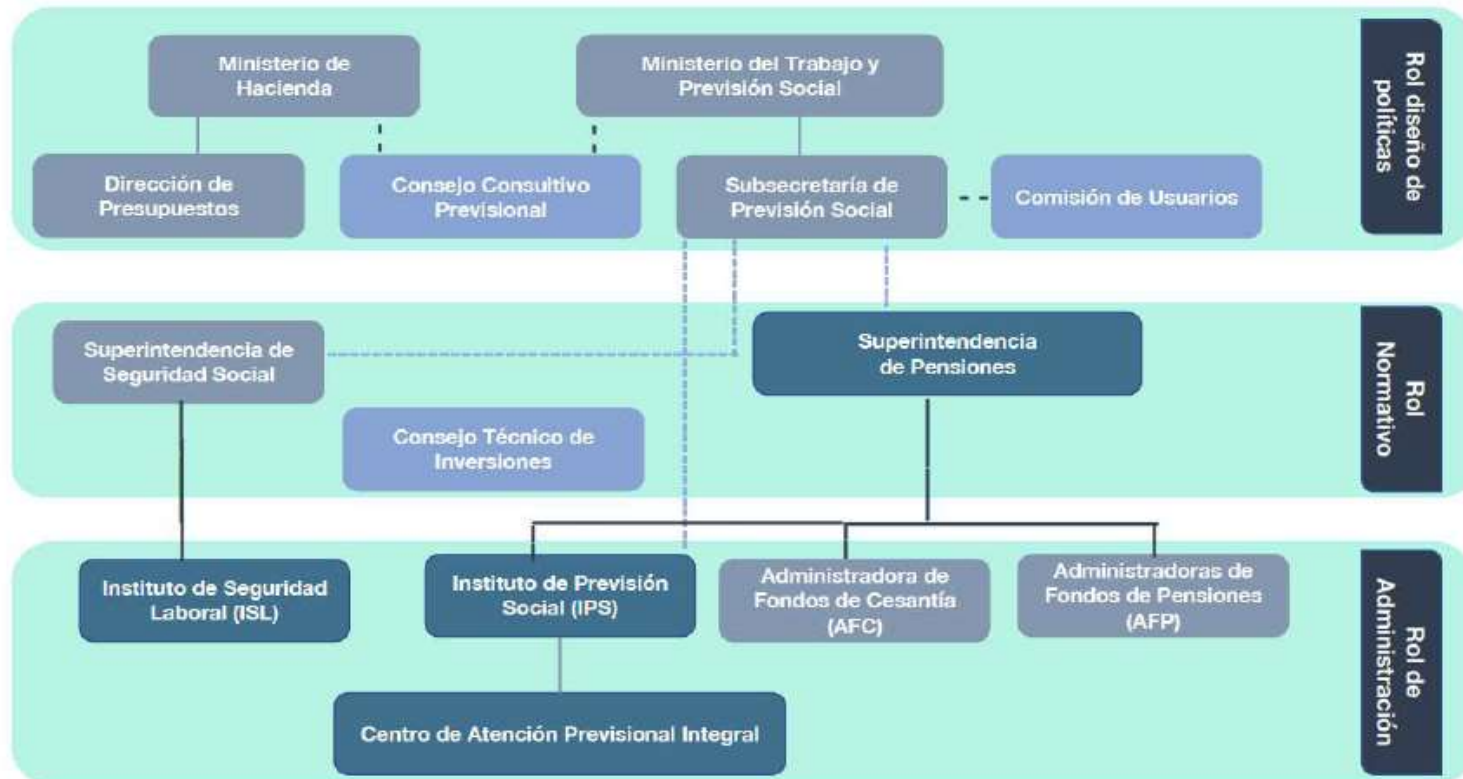 Ministerio de
Hacienda
Ministerio del Trabajo y
Previsión Social
Rol diseño de
políticas
Dirección de
Presupuestos
Consejo Consultivo
Previsional
Subsecretaría de
Previsión Social
Comisión de Usuarios
Superintendencia de
Seguridad Social
Superintendencia
de Pensiones
Rol
Normativo
Consejo Técnico de
Inversiones
Instituto de Seguridad
Laboral (ISL)
Instituto de Previsión
Social (IPS)
Administradora de
Fondos de Cesantía
(AFC)
Administradoras de
Fondos de Pensiones
(AFP)
Rol de
Administración
Centro de Atención Previsional Integral